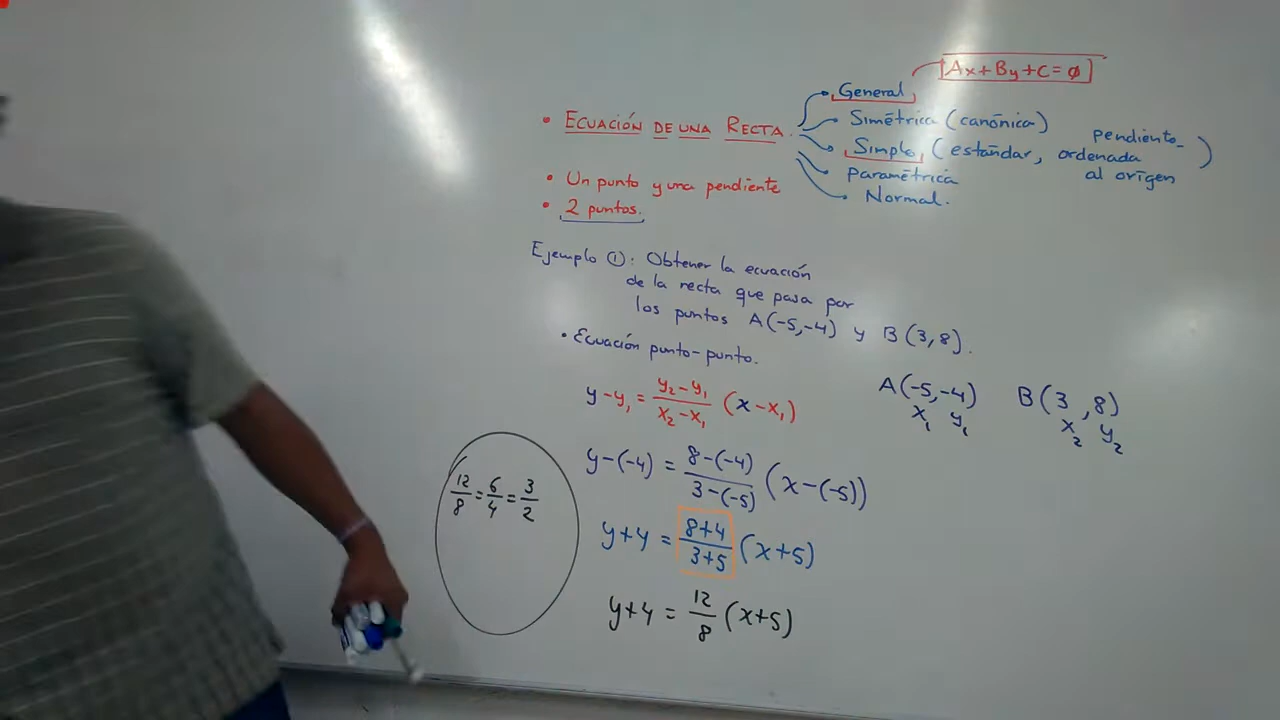 Ax+By+C=∅
• ECUACIÓN DE UNA RECTA.
General
Simétrica (canónica)
Simple (estándar, pendiente_ ordenada al origen)
Paramétrica
Normal.
• Un punto y una pendiente
• 2 puntos.
Ejemplo ①: Obtener la ecuación
de la recta que pasa por
los puntos A(-5,-4) y B(3,8).
• Ecuación punto-punto.
y-y₁ = (y₂-y₁)/(x₂-x₁) (x-x₁)
A(-5,-4) B(3,8)
x₁ y₁ x₂ y₂
y-(-4) = (8-(-4))/(3-(-5)) (x-(-5))
12/8 = 6/4 = 3/2
y+4 = (8+4)/(3+5) (x+5)
y+4 = 12/8 (x+5)